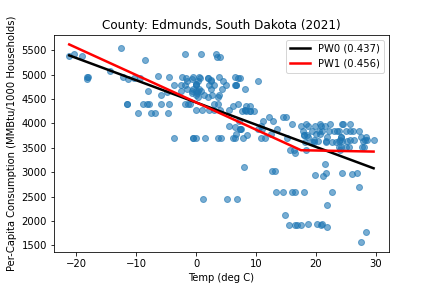 County: Edmunds, South Dakota (2021)
PW0 (0.437)
PW1 (0.456)
Per-Capita Consumption (MMBtu/1000 Households)
5500
5000
4500
4000
3500
3000
2500
2000
1500
−20 −10 0 10 20 30
Temp (deg C)